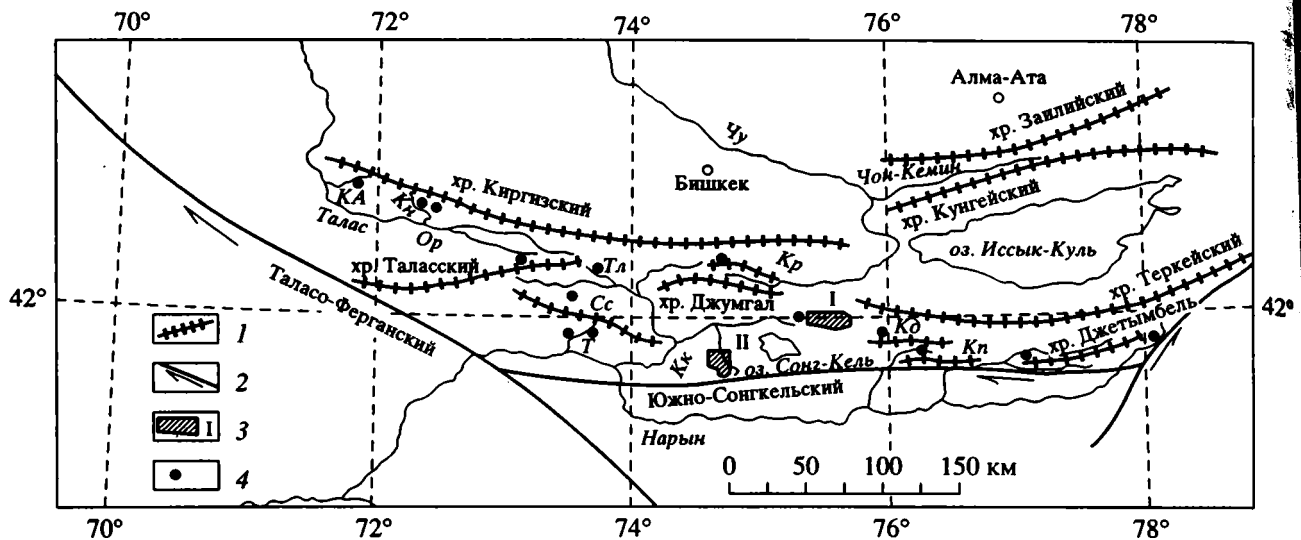 70°
72°
74°
76°
78°
Алма-Ата
хр. Заилийский
Чу
Чон-Кемин
Бишкек
хр. Кунгейский
КА
Кн
хр. Киргизский
Талас
Ор
оз. Иссык-Куль
хр. Таласский
Тл
Кр
хр. Теркейский
42°
Таласо-Ферганский
Сс
хр. Джумгал
I
42°
хр. Джетымбель
Кд
Т
Кк
II
оз. Сонг-Кель
Кп
Южно-Сонгкельский
Нарын
1
2
I
3
4
0
50
100
150 км
70°
72°
74°
76°
78°